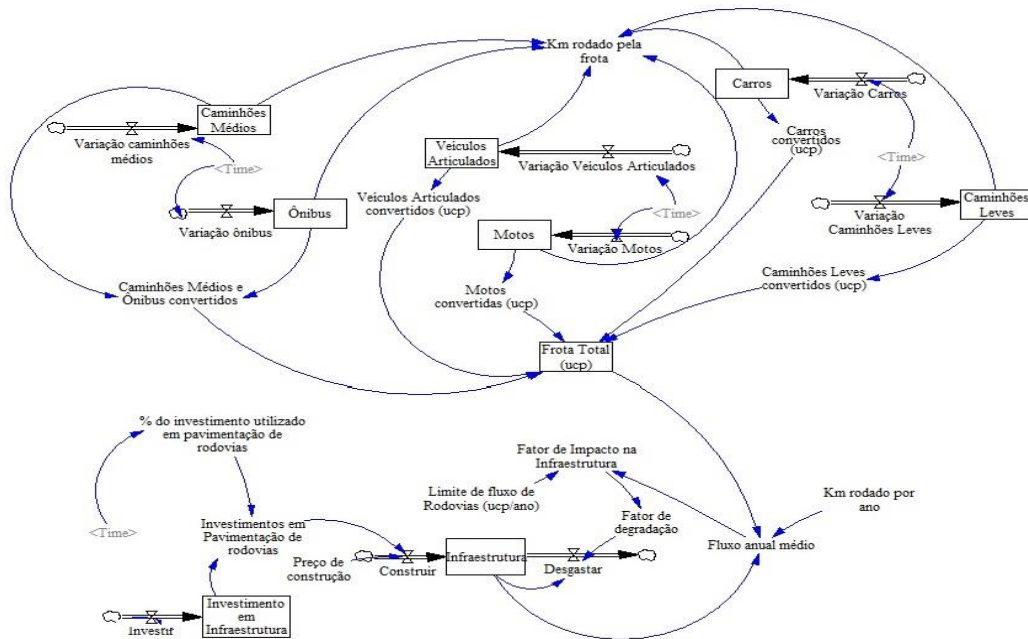 Km rodado pela
frota
Caminhões
Médios
Variação caminhões
médios
<Time>
Ônibus
Variação ônibus
Caminhões Médios e
Ônibus convertidos
Veiculos
Articulados
Variação Veiculos Articulados
Veiculos Articulados
convertidos (ucp)
<Time>
Motos
Variação Motos
Motos
convertidas (ucp)
Carros
Variação Carros
Carros
convertidos
(ucp)
<Time>
Variação
Caminhões Leves
Caminhões
Leves
Caminhões Leves
convertidos (ucp)
Frota Total
(ucp)
% do investimento utilizado
em pavimentação de
rodovias
<Time>
Investimentos em
Pavimentação de
rodovias
Investir
Investimento
em
Infraestrutura
Preço de
construção
Construir
Infraestrutura
Desgastar
Limite de fluxo de
Rodovias (ucp/ano)
Fator de Impacto na
Infraestrutura
Fator de
degradação
Fluxo anual médio
Km rodado por
ano